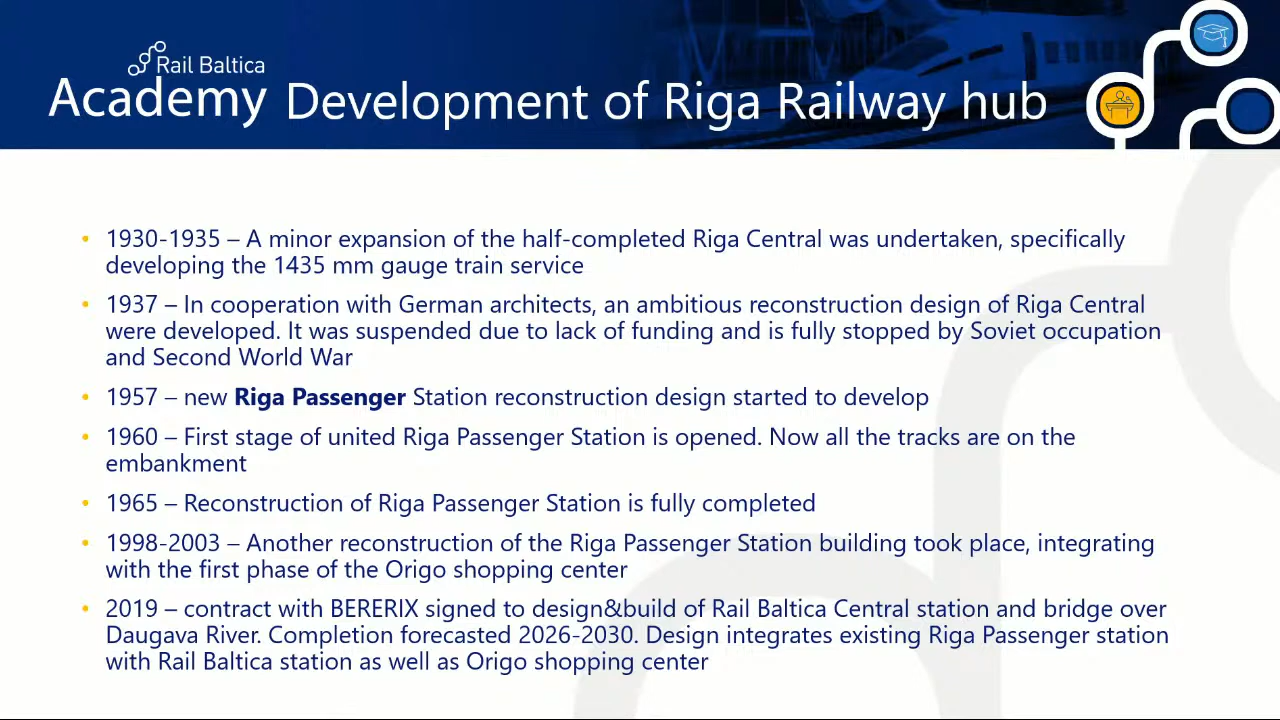 Rail Baltica
Academy
Development of Riga Railway hub
• 1930-1935 – A minor expansion of the half-completed Riga Central was undertaken, specifically
developing the 1435 mm gauge train service
• 1937 – In cooperation with German architects, an ambitious reconstruction design of Riga Central
were developed. It was suspended due to lack of funding and is fully stopped by Soviet occupation
and Second World War
• 1957 – new Riga Passenger Station reconstruction design started to develop
• 1960 – First stage of united Riga Passenger Station is opened. Now all the tracks are on the
embankment
• 1965 – Reconstruction of Riga Passenger Station is fully completed
• 1998-2003 – Another reconstruction of the Riga Passenger Station building took place, integrating
with the first phase of the Origo shopping center
• 2019 – contract with BERERIX signed to design&build of Rail Baltica Central station and bridge over
Daugava River. Completion forecasted 2026-2030. Design integrates existing Riga Passenger station
with Rail Baltica station as well as Origo shopping center